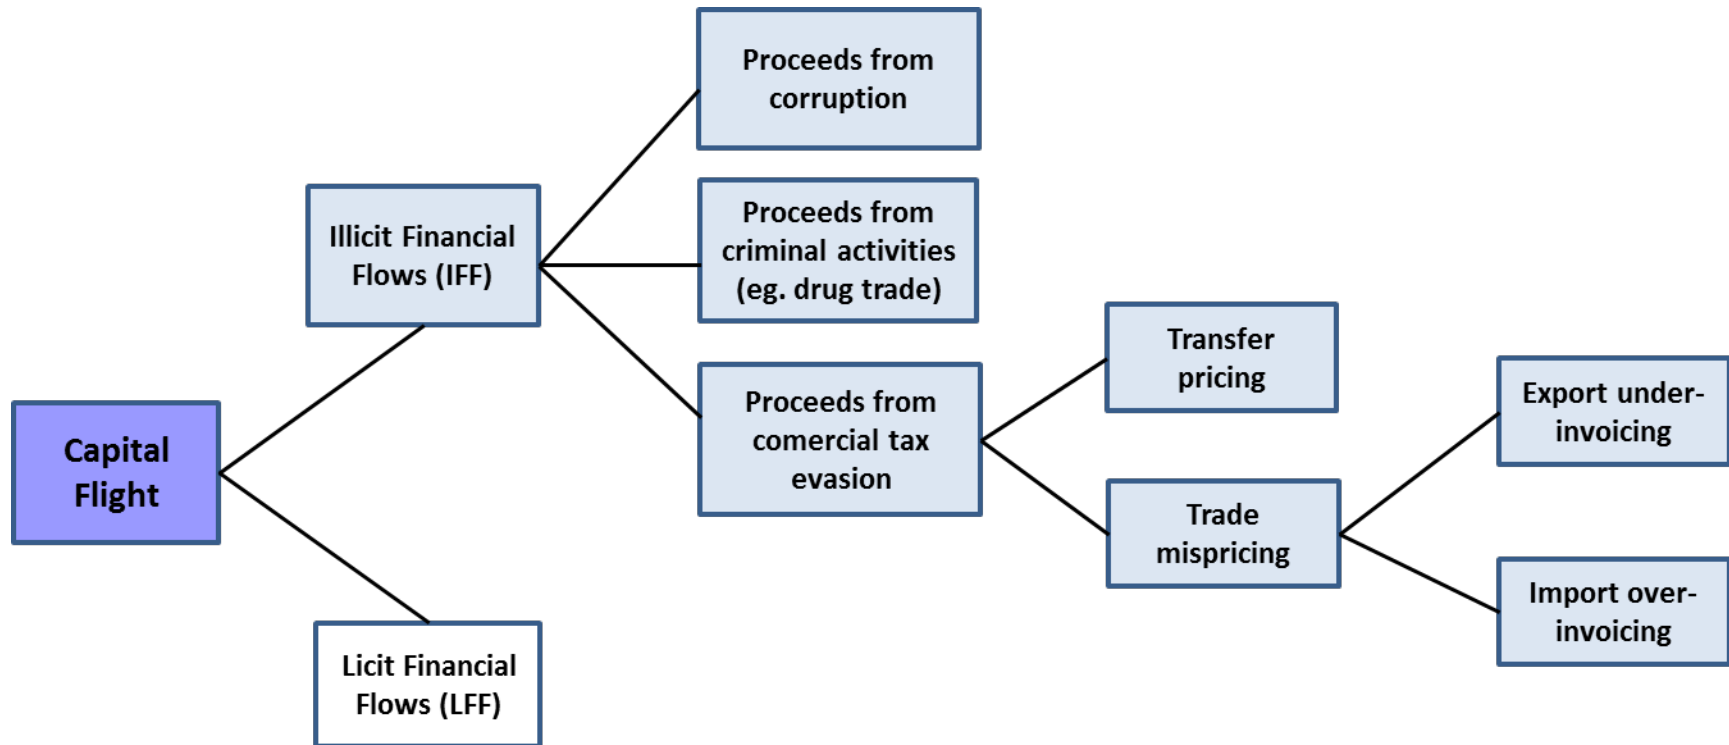 Proceeds from
corruption
Illicit Financial
Flows (IFF)
Proceeds from
criminal activities
(eg. drug trade)
Transfer
pricing
Proceeds from
comercial tax
evasion
Export under-
invoicing
Capital
Flight
Trade
mispricing
Import over-
invoicing
Licit Financial
Flows (LFF)